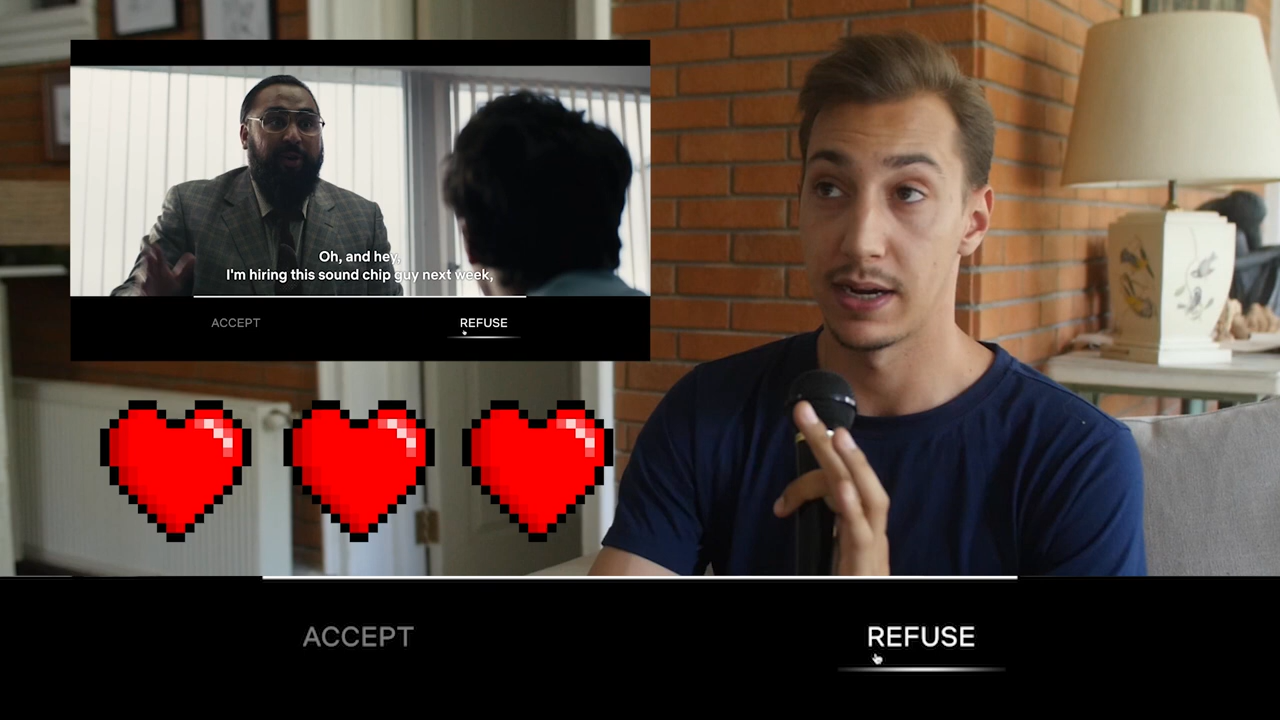 Oh, and hey,
I'm hiring this sound chip guy next week,
ACCEPT
REFUSE
ACCEPT
REFUSE